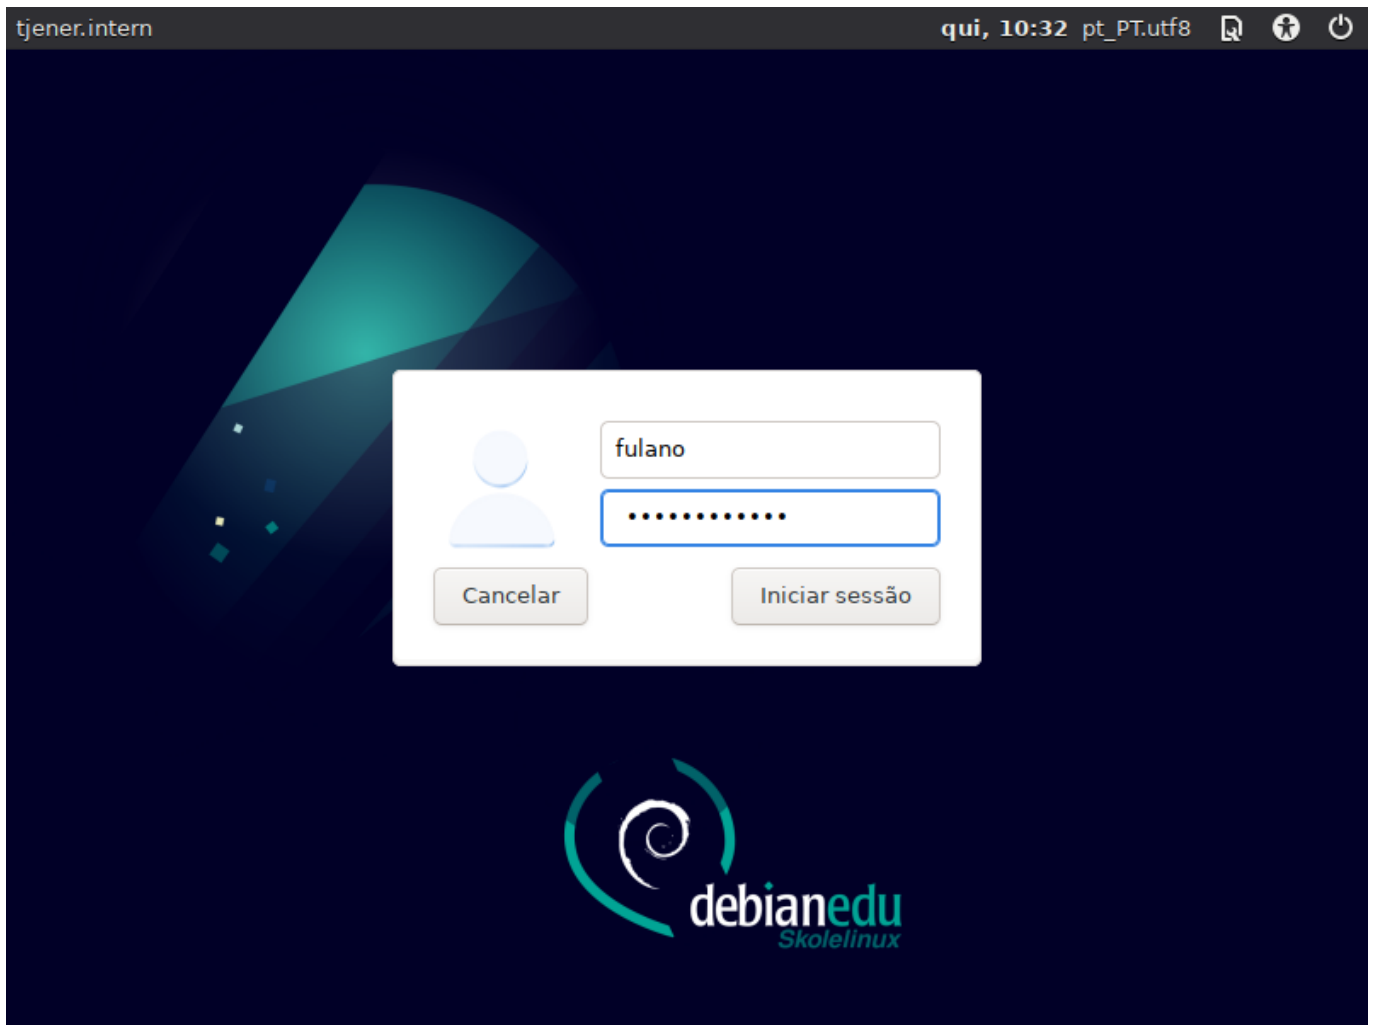 tjener.intern
qui, 10:32 pt_PT.utf8
fulano
••••••••••••
Cancelar
Iniciar sessão
debianedu
Skolelinux